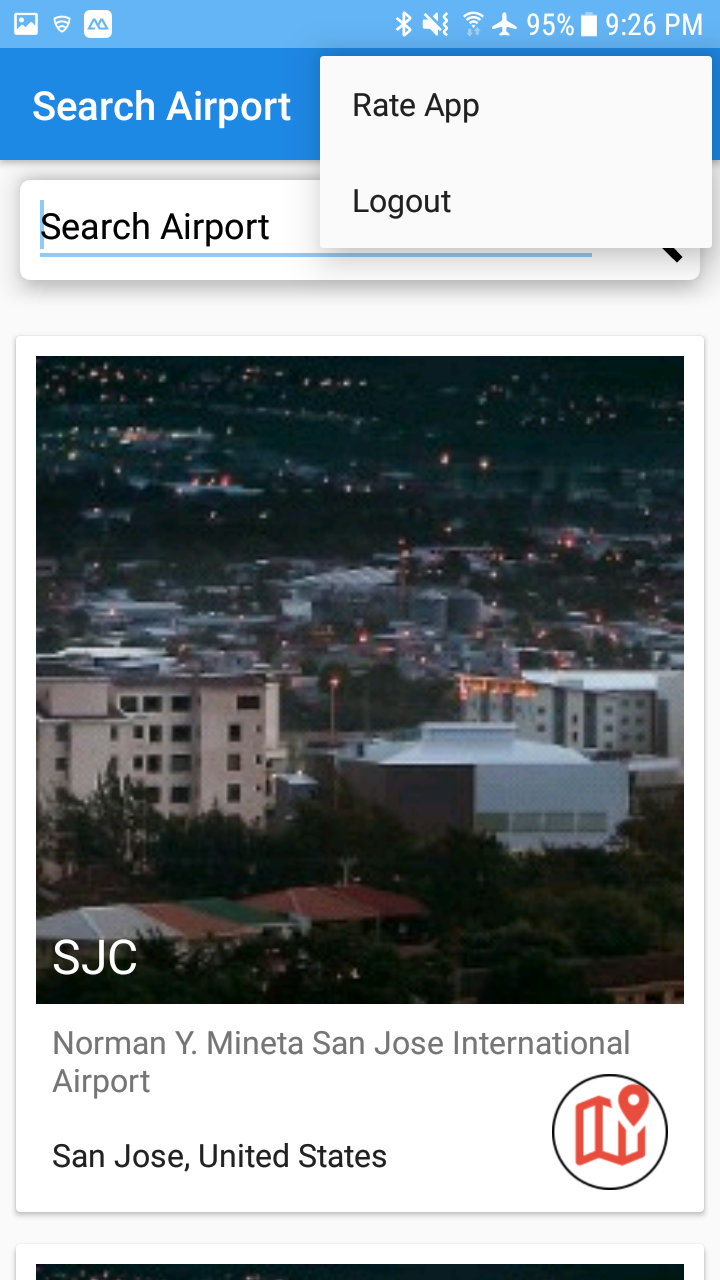 95% 9:26 PM
Search Airport
Rate App
Logout
Search Airport
SJC
Norman Y. Mineta San Jose International
Airport
San Jose, United States